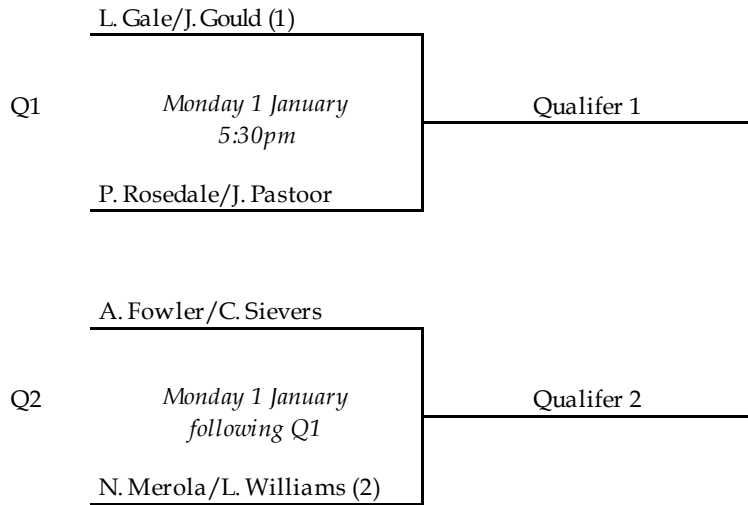 L. Gale/J. Gould (1)
Q1
Monday 1 January
5:30pm
Qualifer 1
P. Rosedale/J. Pastoor
A. Fowler/C. Sievers
Q2
Monday 1 January
following Q1
Qualifer 2
N. Merola/L. Williams (2)